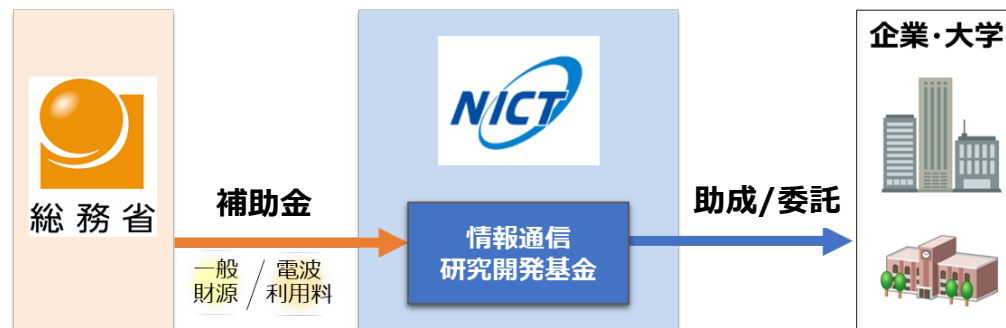 総務省
補助金
一般財源/電波利用料
NICT
情報通信
研究開発基金
助成/委託
企業・大学